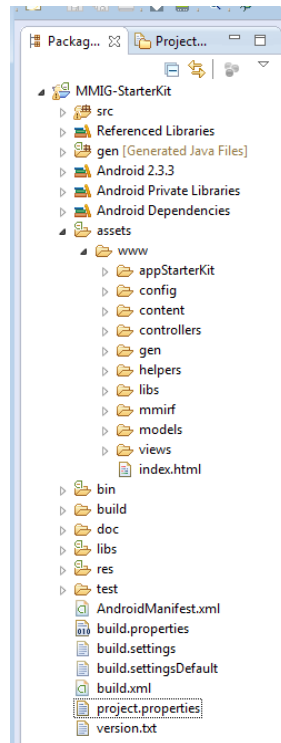 Packag...
Project...
MMIG-StarterKit
src
Referenced Libraries
gen [Generated Java Files]
Android 2.3.3
Android Private Libraries
Android Dependencies
assets
www
appStarterKit
config
content
controllers
gen
helpers
libs
mmirf
models
views
index.html
bin
build
doc
libs
res
test
AndroidManifest.xml
build.properties
build.settings
build.settingsDefault
build.xml
project.properties
version.txt